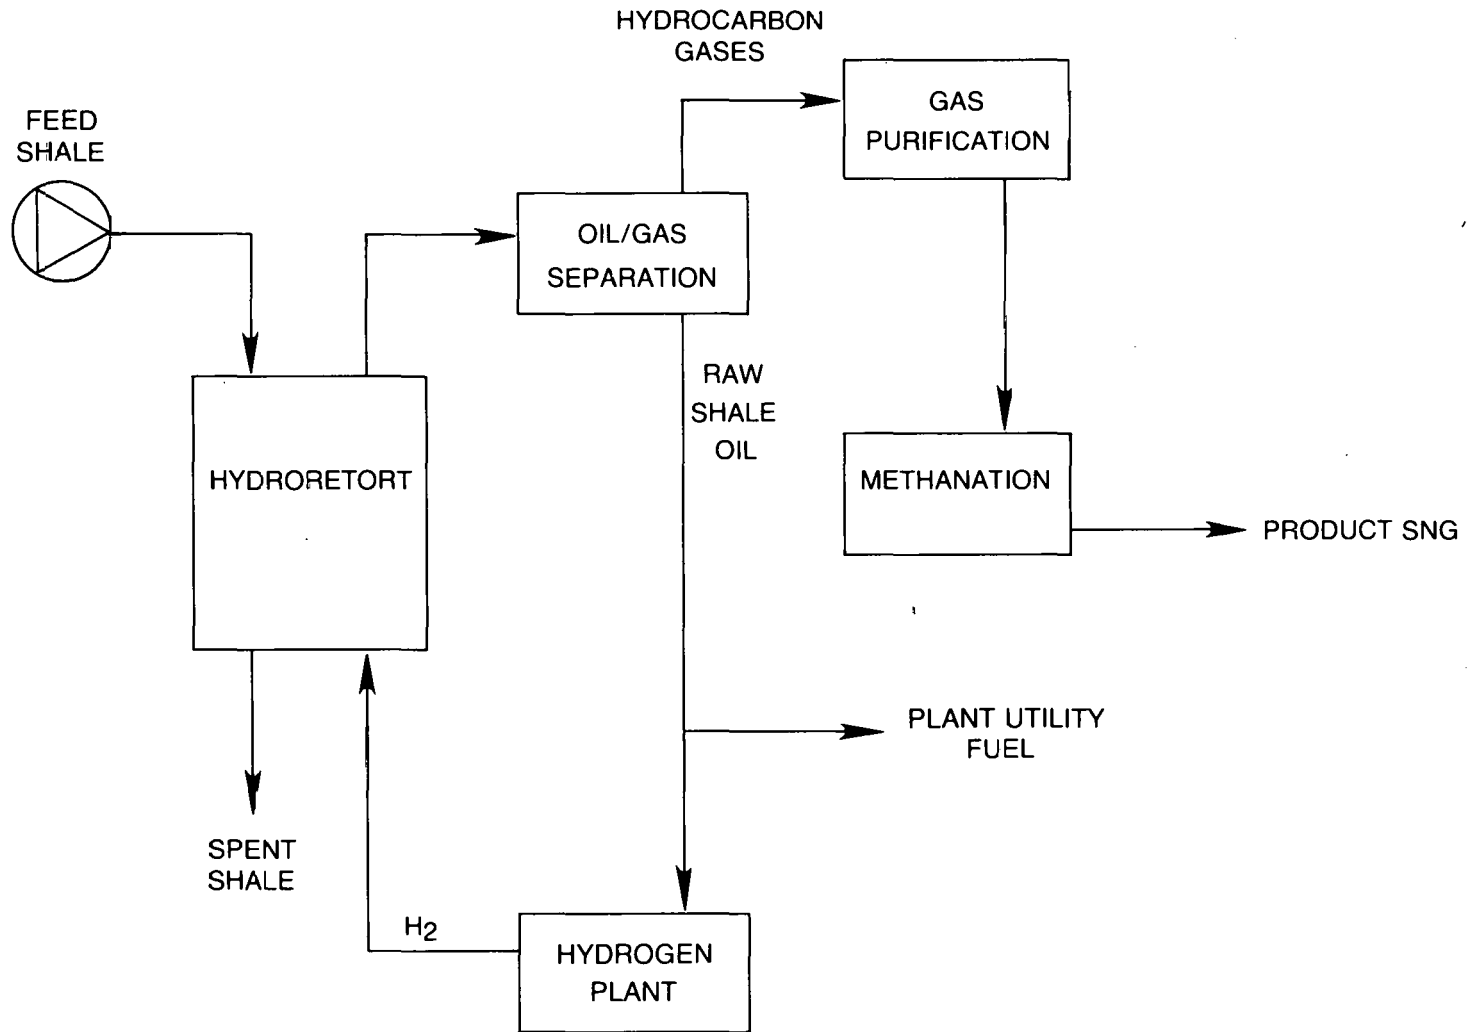 HYDROCARBON
GASES
GAS
PURIFICATION
FEED
SHALE
OIL/GAS
SEPARATION
RAW
SHALE
OIL
HYDRORETORT
METHANATION
PRODUCT SNG
PLANT UTILITY
FUEL
SPENT
SHALE
H2
HYDROGEN
PLANT